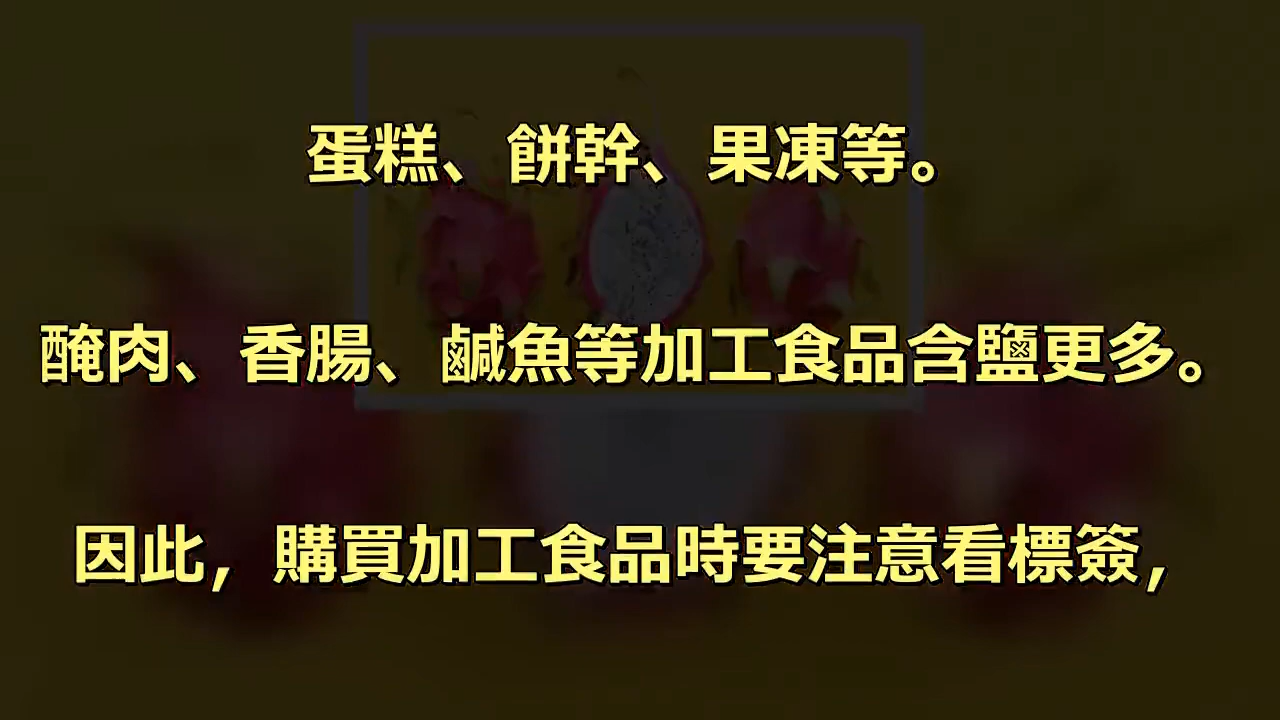 蛋糕、餅幹、果凍等。
醃肉、香腸、鹹魚等加工食品含鹽更多。
因此，購買加工食品時要注意看標簽，